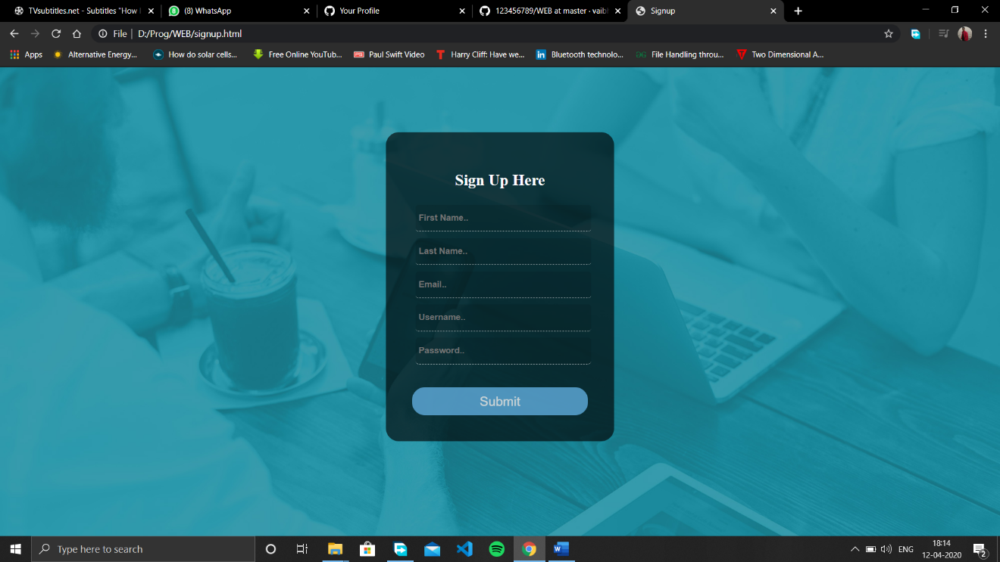 TVsubtitles.net - Subtitles "How I
(8) WhatsApp
Your Profile
123456789/WEB at master · vaibh
Signup
File | D:/Prog/WEB/signup.html
Apps
Alternative Energy...
How do solar cells...
Free Online YouTub...
Paul Swift Video
Harry Cliff: Have we...
Bluetooth technolo...
File Handling throu...
Two Dimensional A...
Sign Up Here
First Name..
Last Name..
Email..
Username..
Password..
Submit
Type here to search
ENG
18:14
12-04-2020
2